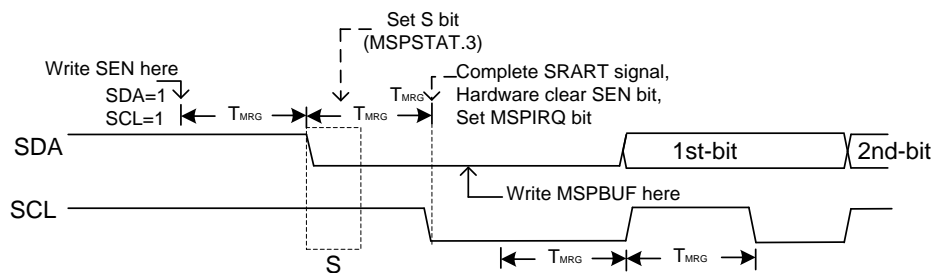 Set S bit
(MSPSTAT.3)
Write SEN here
SDA=1
SCL=1
TMRG
TMRG
TMRG
Complete SRART signal,
Hardware clear SEN bit,
Set MSPIRQ bit
SDA
1st-bit
2nd-bit
Write MSPBUF here
SCL
S
TMRG
TMRG